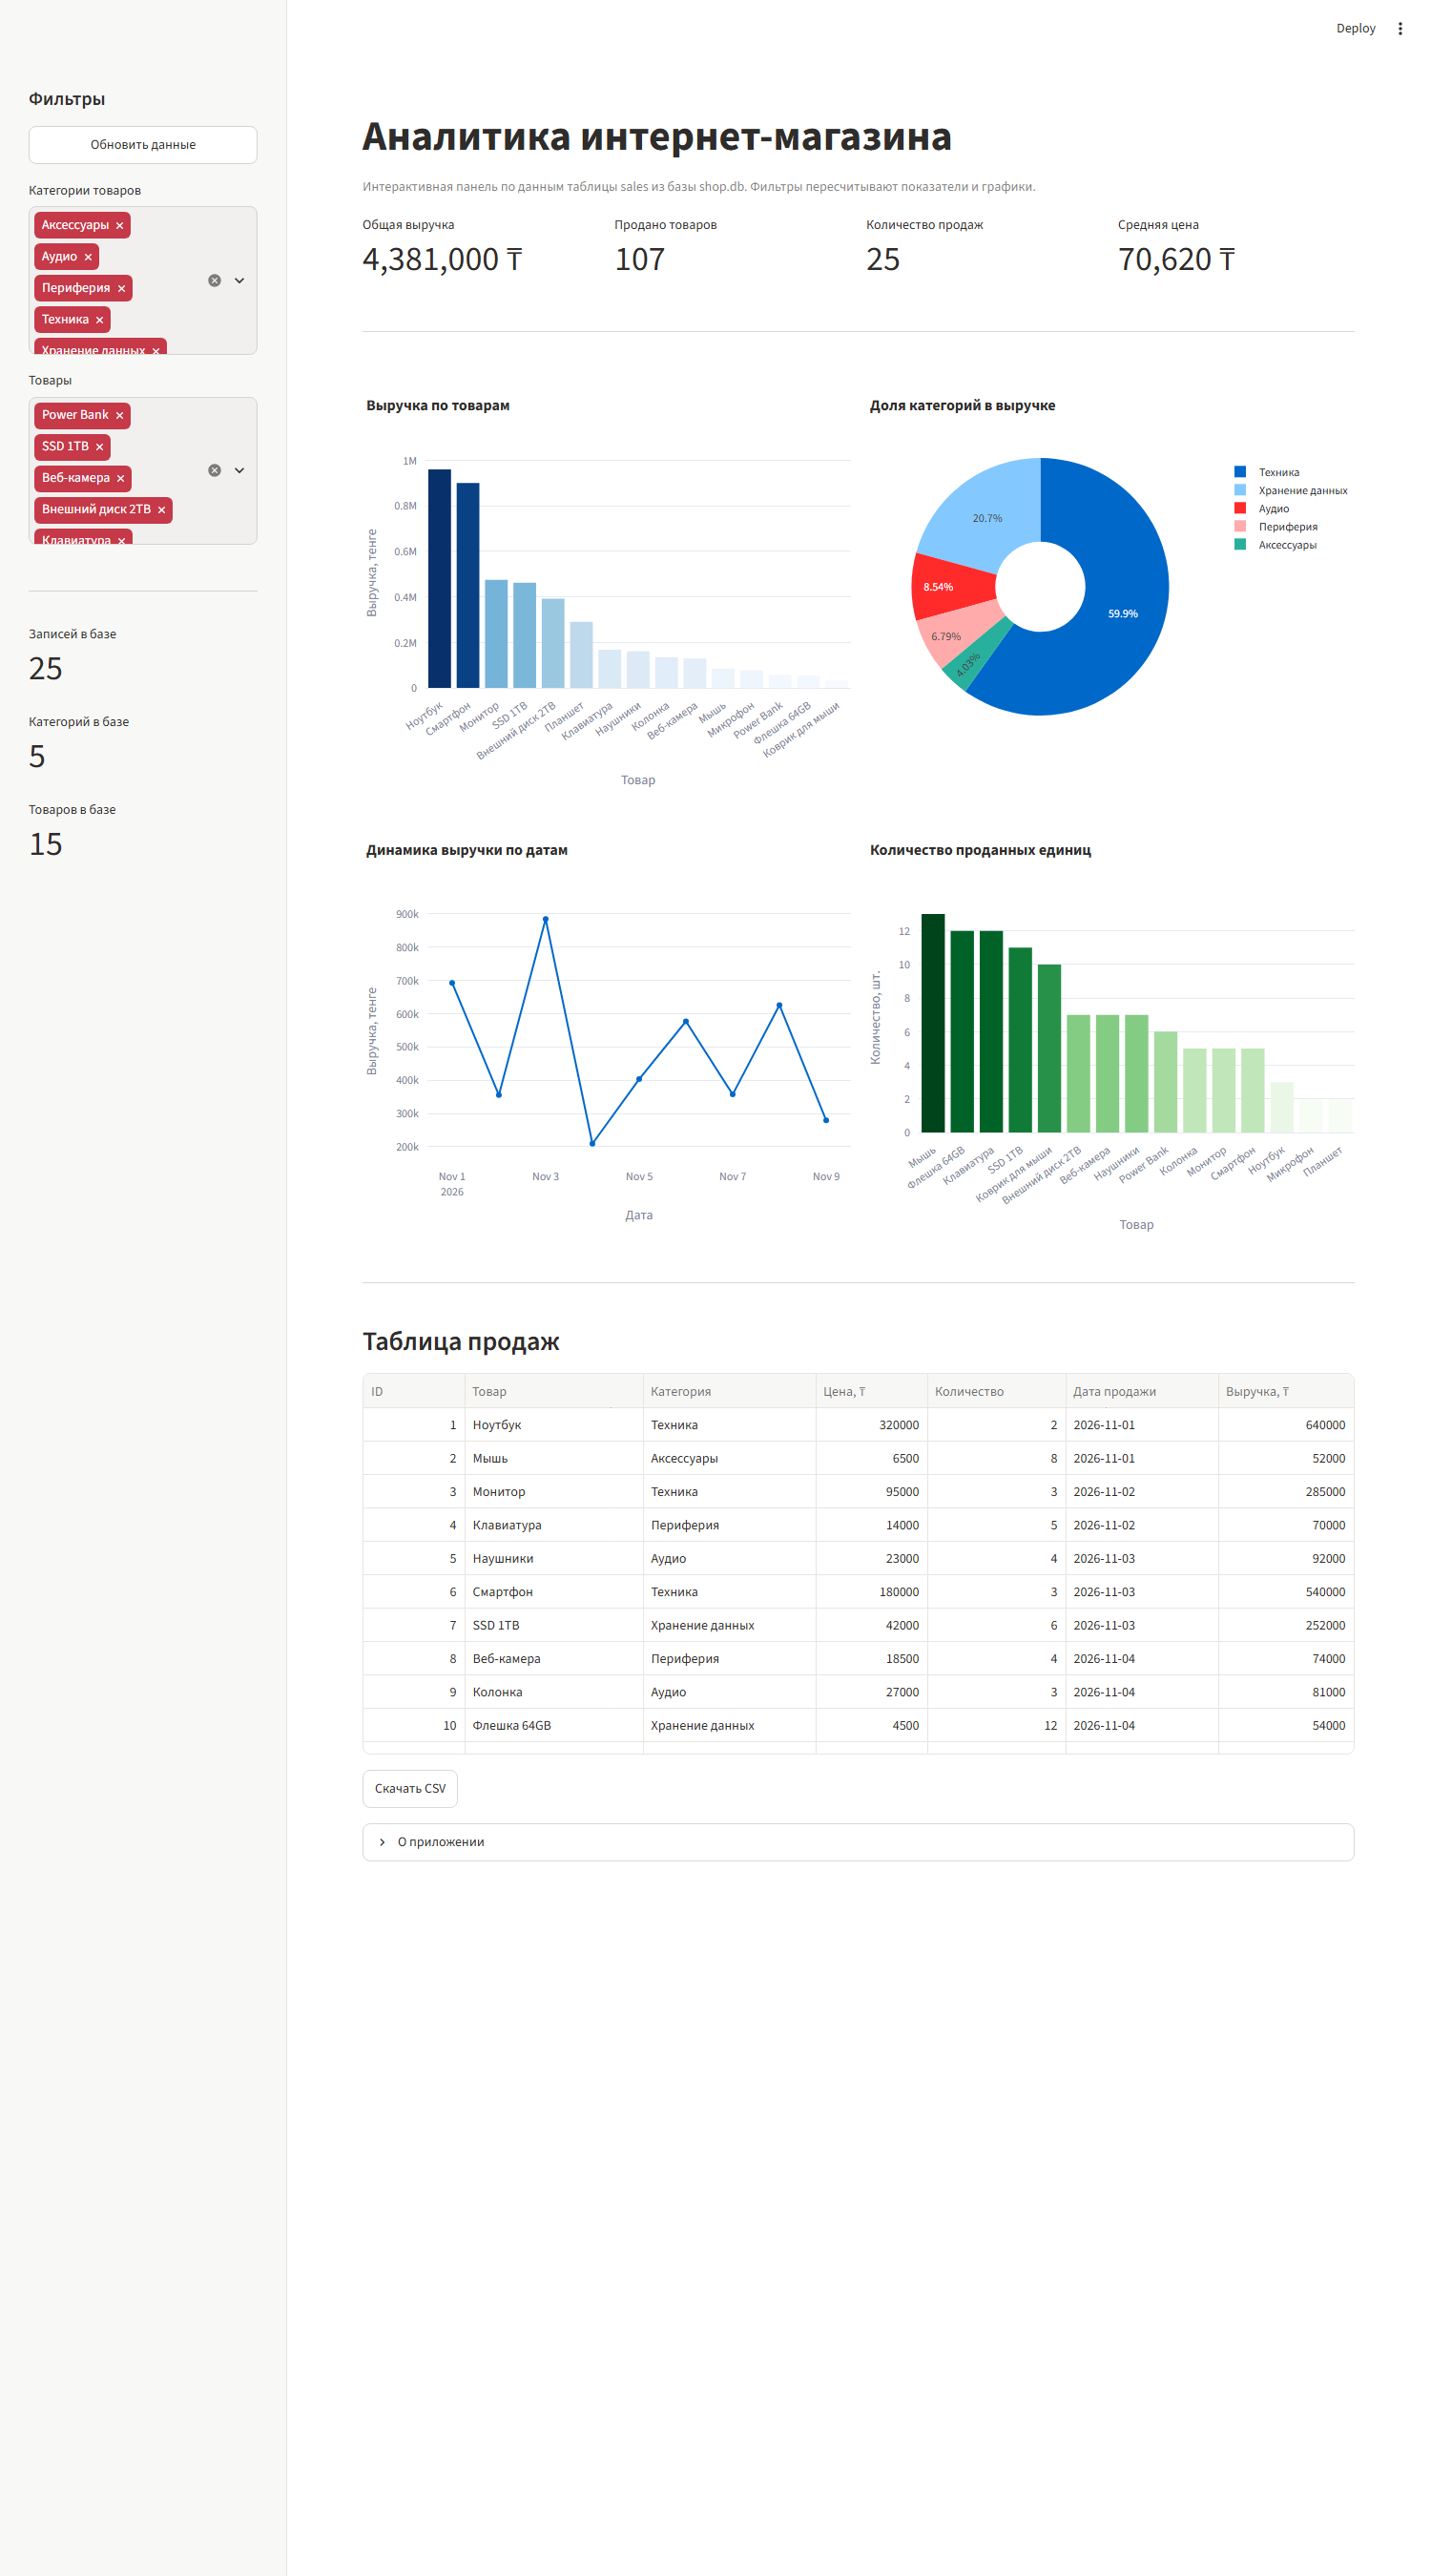 Deploy
Фильтры
Обновить данные
Категории товаров
Аксессуары
Аудио
Периферия
Техника
Хранение данных
Товары
Power Bank
SSD 1TB
Веб-камера
Внешний диск 2TB
Клавиатура
Записей в базе
25
Категорий в базе
5
Товаров в базе
15
Аналитика интернет-магазина
Интерактивная панель по данным таблицы sales из базы shop.db. Фильтры пересчитывают показатели и графики.
Общая выручка
4,381,000 ₸
Продано товаров
107
Количество продаж
25
Средняя цена
70,620 ₸
Выручка по товарам
Выручка, тенге
1M
0.8M
0.6M
0.4M
0.2M
0
Ноутбук
Смартфон
Монитор
SSD 1TB
Внешний диск 2TB
Планшет
Клавиатура
Наушники
Колонка
Веб-камера
Мышь
Микрофон
Power Bank
Флешка 64GB
Коврик для мыши
Товар
Доля категорий в выручке
20.7%
8.54%
6.79%
4.03%
59.9%
Техника
Хранение данных
Аудио
Периферия
Аксессуары
Динамика выручки по датам
Выручка, тенге
900k
800k
700k
600k
500k
400k
300k
200k
Nov 1
2026
Nov 3
Nov 5
Nov 7
Nov 9
Дата
Количество проданных единиц
Количество, шт.
12
10
8
6
4
2
0
Мышь
Флешка 64GB
Клавиатура
SSD 1TB
Коврик для мыши
Внешний диск 2TB
Веб-камера
Наушники
Power Bank
Колонка
Монитор
Смартфон
Ноутбук
Микрофон
Планшет
Товар
Таблица продаж
ID Товар Категория Цена, ₸ Количество Дата продажи Выручка, ₸
1 Ноутбук Техника 320000 2 2026-11-01 640000
2 Мышь Аксессуары 6500 8 2026-11-01 52000
3 Монитор Техника 95000 3 2026-11-02 285000
4 Клавиатура Периферия 14000 5 2026-11-02 70000
5 Наушники Аудио 23000 4 2026-11-03 92000
6 Смартфон Техника 180000 3 2026-11-03 540000
7 SSD 1TB Хранение данных 42000 6 2026-11-03 252000
8 Веб-камера Периферия 18500 4 2026-11-04 74000
9 Колонка Аудио 27000 3 2026-11-04 81000
10 Флешка 64GB Хранение данных 4500 12 2026-11-04 54000
Скачать CSV
О приложении